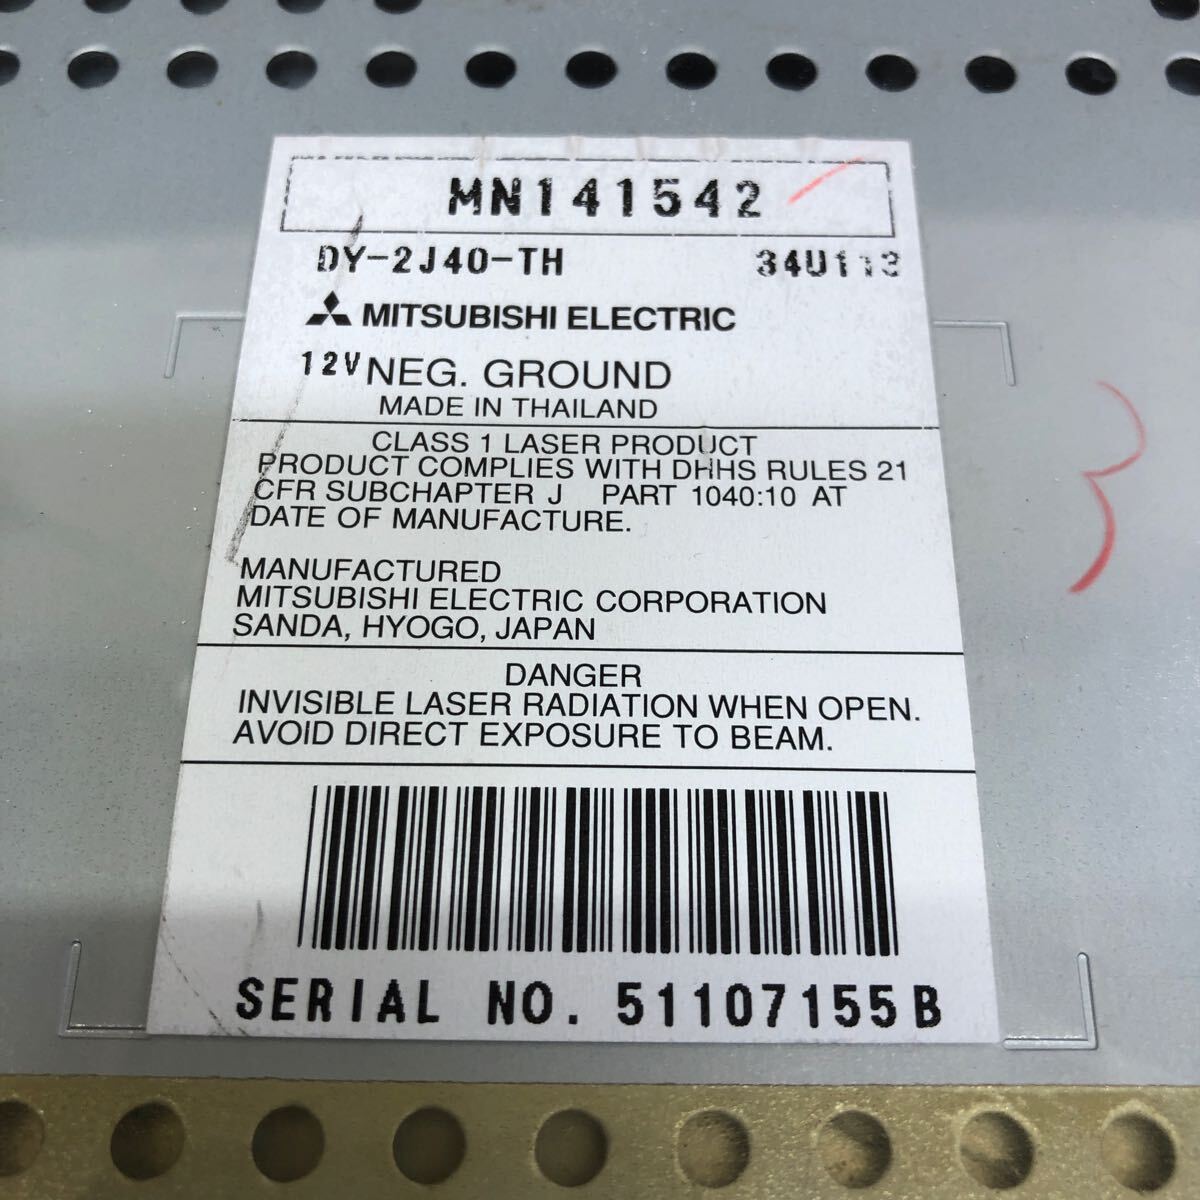 MN141542
DY-2J40-TH 34U113
MITSUBISHI ELECTRIC
12V NEG. GROUND
MADE IN THAILAND
CLASS 1 LASER PRODUCT
PRODUCT COMPLIES WITH DHHS RULES 21
CFR SUBCHAPTER J PART 1040:10 AT
DATE OF MANUFACTURE.
MANUFACTURED
MITSUBISHI ELECTRIC CORPORATION
SANDA, HYOGO, JAPAN
DANGER
INVISIBLE LASER RADIATION WHEN OPEN.
AVOID DIRECT EXPOSURE TO BEAM.
SERIAL NO. 51107155B